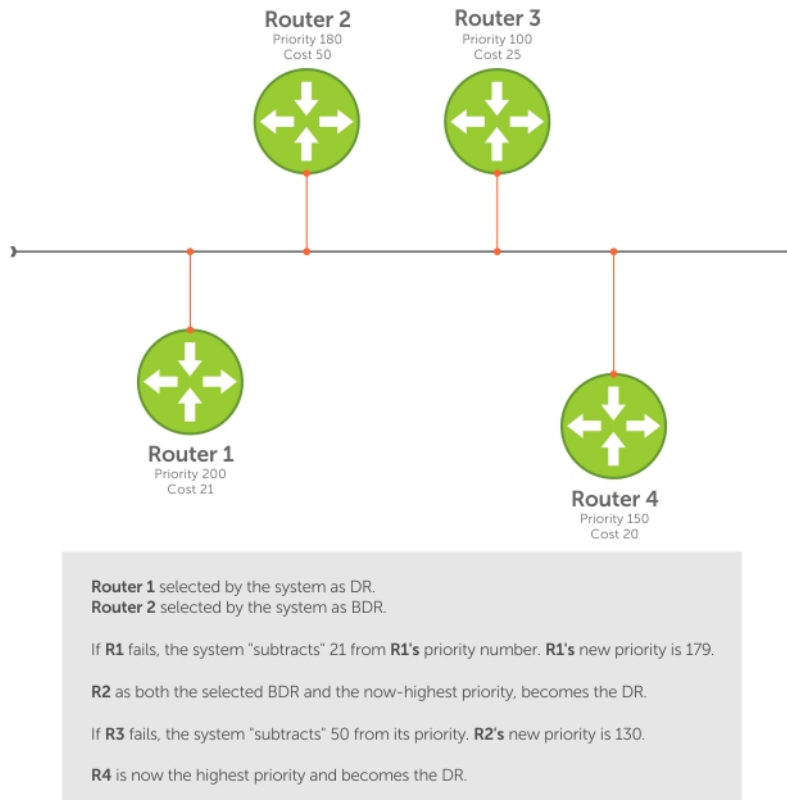 Router 2
Priority 180
Cost 50
Router 3
Priority 100
Cost 25
Router 1
Priority 200
Cost 21
Router 4
Priority 150
Cost 20
Router 1 selected by the system as DR.
Router 2 selected by the system as BDR.
If R1 fails, the system "subtracts" 21 from R1's priority number. R1's new priority is 179.
R2 as both the selected BDR and the now-highest priority, becomes the DR.
If R3 fails, the system "subtracts" 50 from its priority. R2's new priority is 130.
R4 is now the highest priority and becomes the DR.